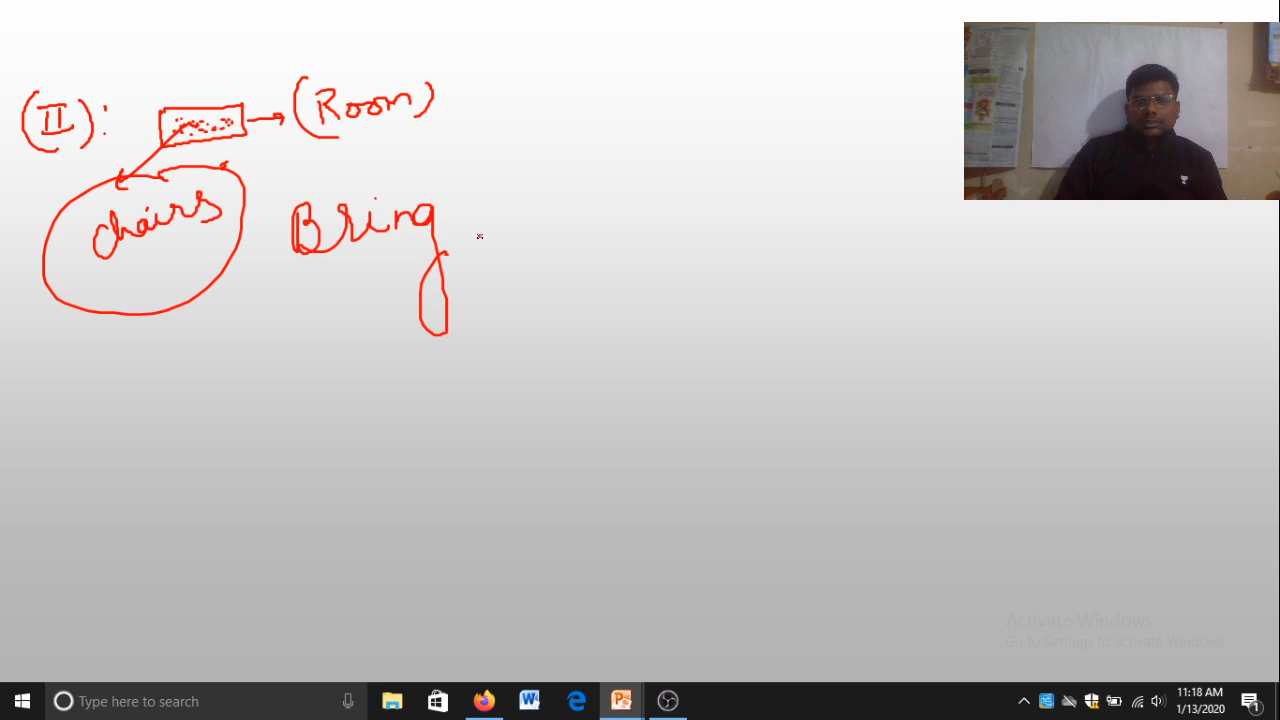 (II): (Room)
chairs Bring
Activate Windows
Go to Settings to activate Windows.
Type here to search
11:18 AM
1/13/2020
1